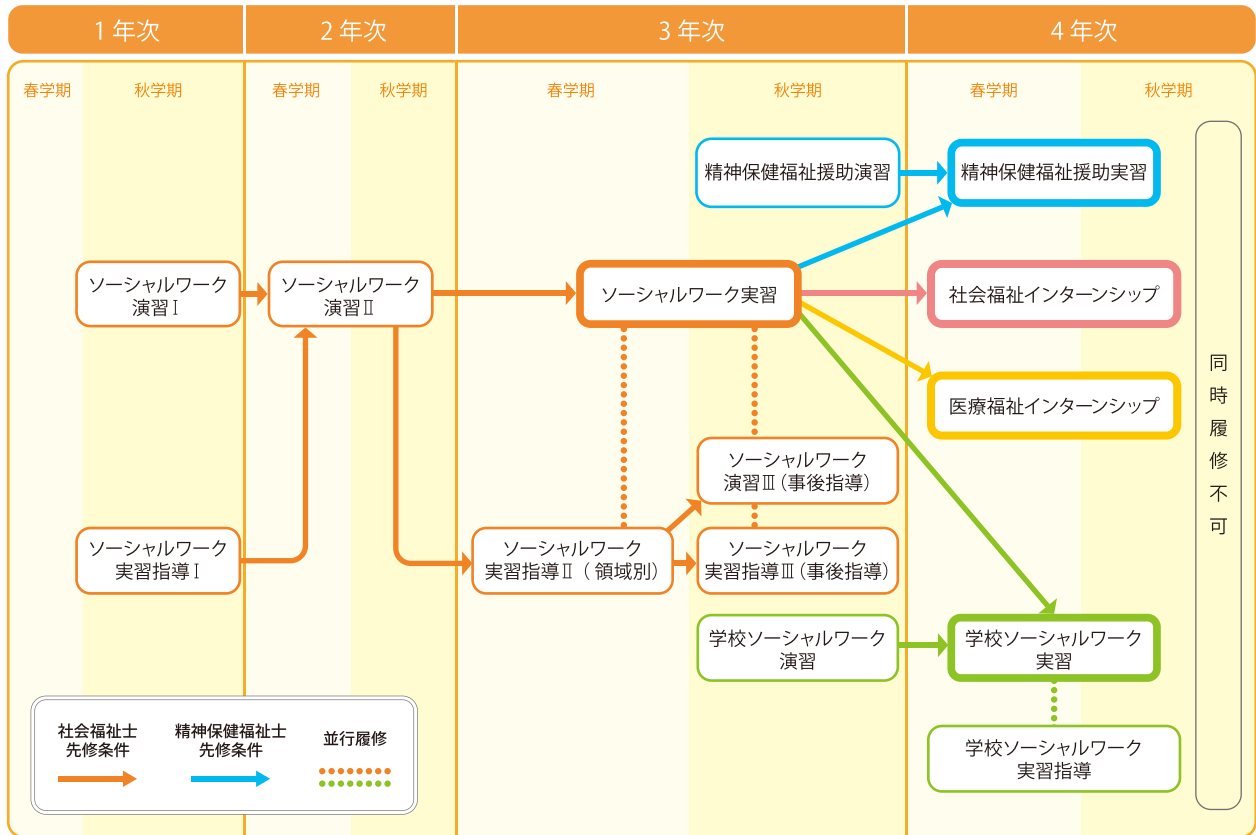 1 年次
2 年次
3 年次
4 年次
春学期
秋学期
春学期
秋学期
春学期
秋学期
春学期
秋学期
精神保健福祉援助演習
精神保健福祉援助実習
ソーシャルワーク
演習Ⅰ
ソーシャルワーク
演習Ⅱ
ソーシャルワーク実習
社会福祉インターンシップ
医療福祉インターンシップ
ソーシャルワーク
演習Ⅲ(事後指導)
ソーシャルワーク
実習指導Ⅰ
ソーシャルワーク
実習指導Ⅱ( 領域別)
ソーシャルワーク
実習指導Ⅲ(事後指導)
学校ソーシャルワーク
演習
学校ソーシャルワーク
実習
学校ソーシャルワーク
実習指導
同時履修不可
社会福祉士
先修条件
精神保健福祉士
先修条件
並行履修